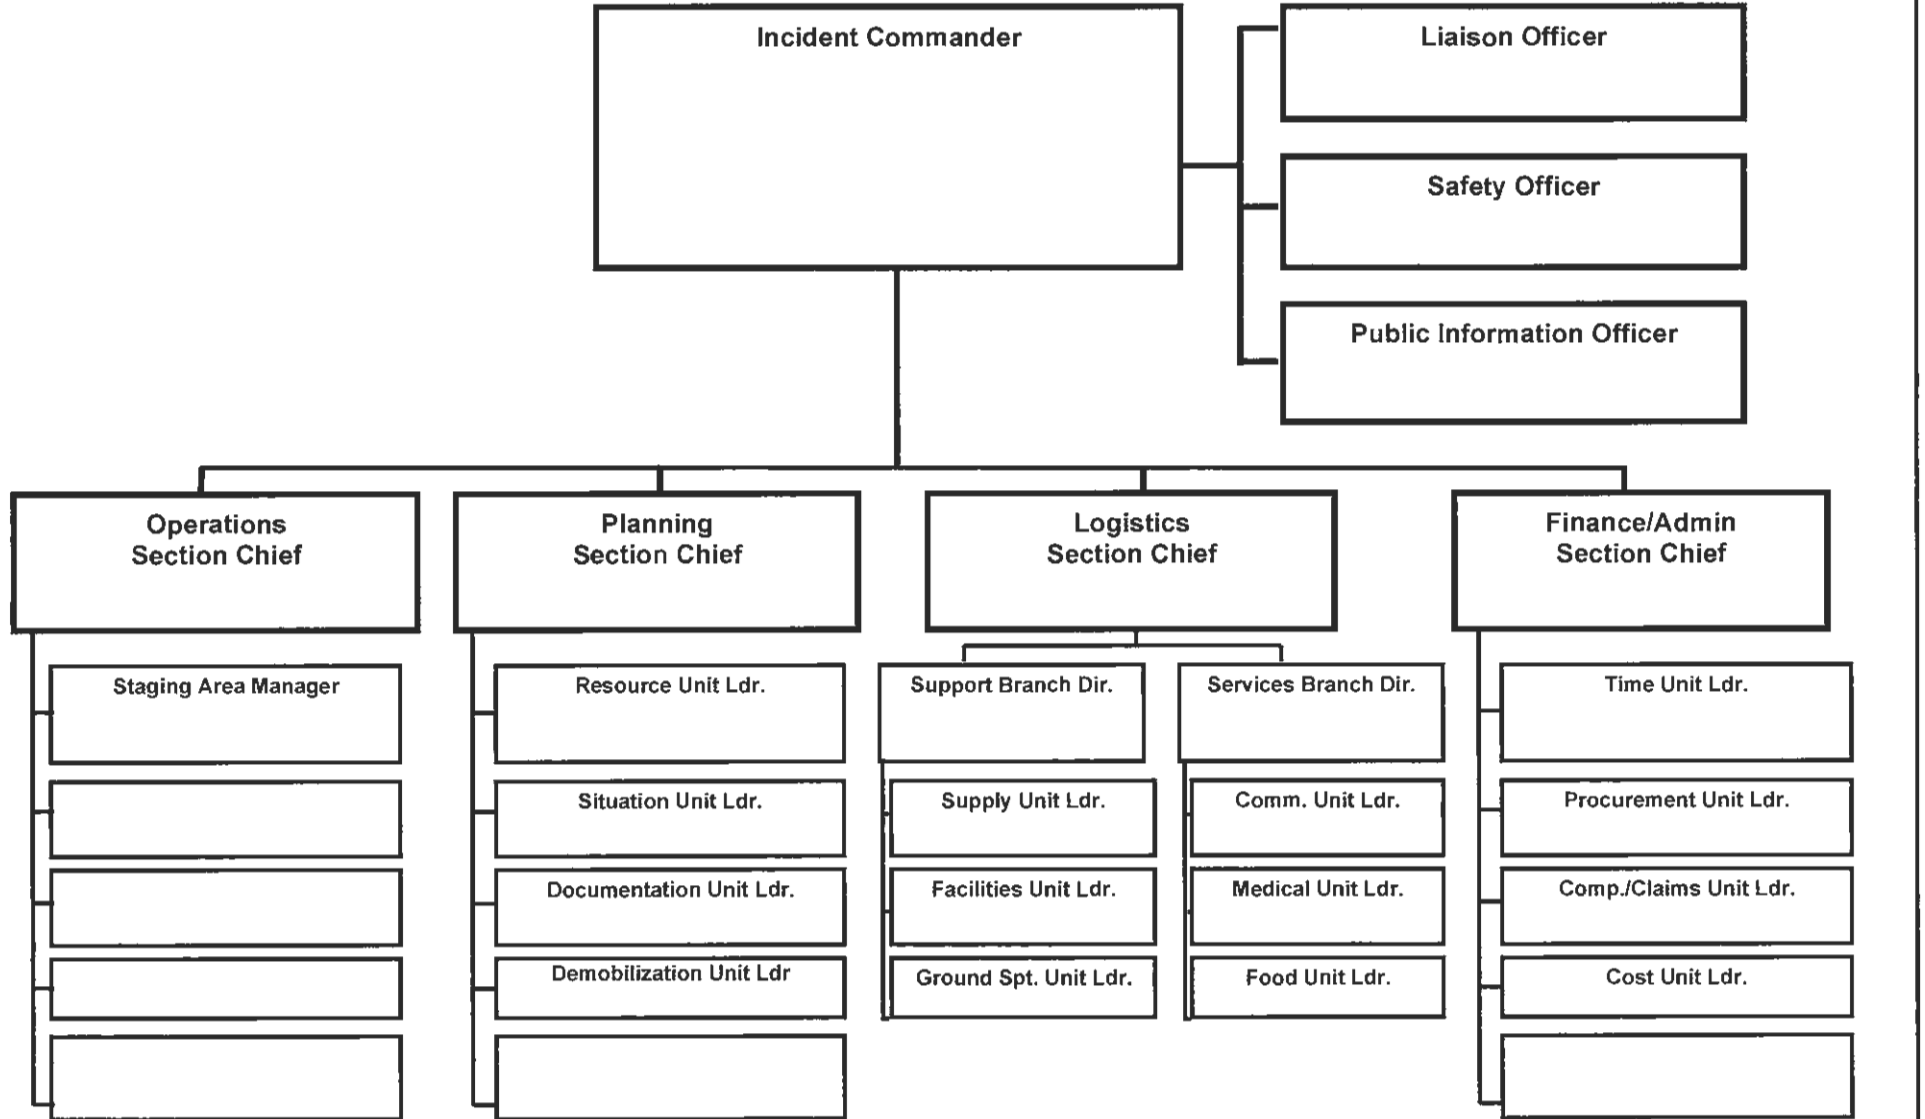 Incident Commander
Liaison Officer
Safety Officer
Public Information Officer
Operations
Section Chief
Planning
Section Chief
Logistics
Section Chief
Finance/Admin
Section Chief
Staging Area Manager
Resource Unit Ldr.
Situation Unit Ldr.
Documentation Unit Ldr.
Demobilization Unit Ldr
Support Branch Dir.
Supply Unit Ldr.
Facilities Unit Ldr.
Ground Spt. Unit Ldr.
Services Branch Dir.
Comm. Unit Ldr.
Medical Unit Ldr.
Food Unit Ldr.
Time Unit Ldr.
Procurement Unit Ldr.
Comp./Claims Unit Ldr.
Cost Unit Ldr.